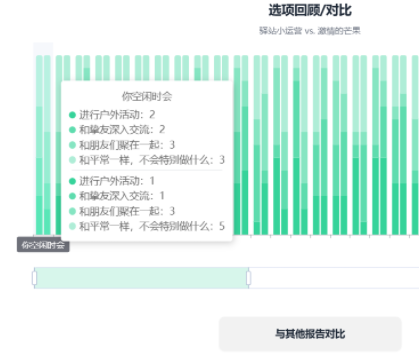 选项回顾/对比
驿站小运营 vs. 激情的芒果
你空闲时会
进行户外活动：2
和挚友深入交流：2
和朋友们聚在一起：3
和平常一样，不会特别做什么：3
进行户外活动：1
和挚友深入交流：1
和朋友们聚在一起：3
和平常一样，不会特别做什么：5
你空闲时会
与其他报告对比